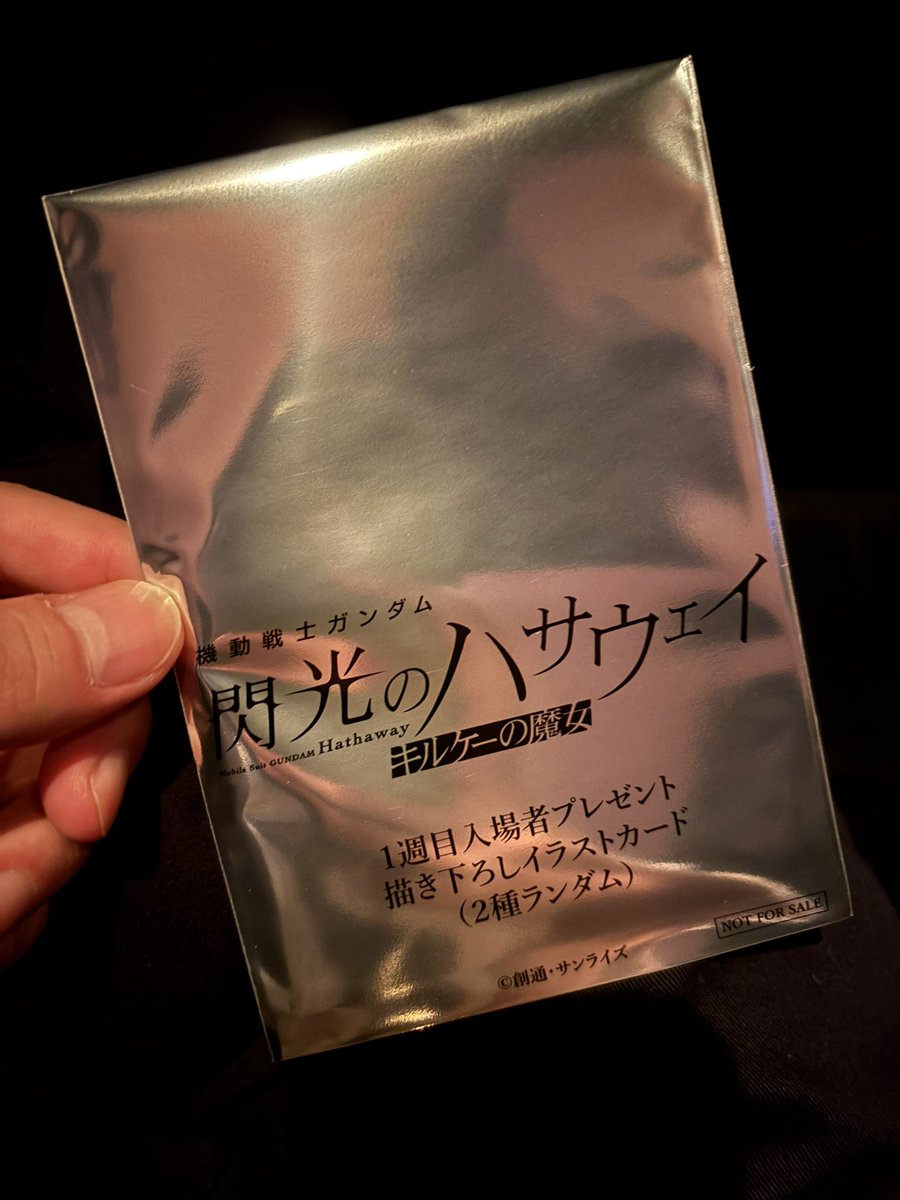 機動戦士ガンダム
閃光のハサウェイ
Mobile Suit GUNDAM Hathaway
キルケーの魔女
1週目入場者プレゼント
描き下ろしイラストカード
(2種ランダム)
NOT FOR SALE
©創通・サンライズ